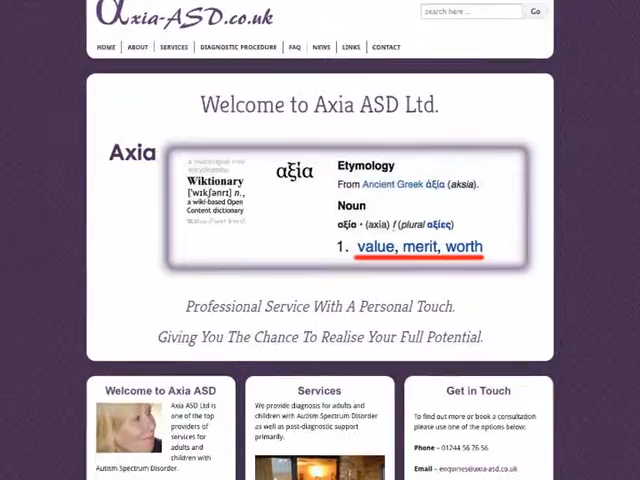 αxia-ASD.co.uk
search here ...
Go
HOME
ABOUT
SERVICES
DIAGNOSTIC PROCEDURE
FAQ
NEWS
LINKS
CONTACT
Welcome to Axia ASD Ltd.
Axia
Wiktionary
['wɪkʃənrɪ] n.,
a wiki-based Open
Content dictionary
αξία
Etymology
From Ancient Greek ἀξία (aksia).
Noun
αξία • (axia) f (plural αξίες)
1. value, merit, worth
Professional Service With A Personal Touch.
Giving You The Chance To Realise Your Full Potential.
Welcome to Axia ASD
Axia ASD Ltd is
one of the top
providers of
services for
adults and
children with
Autism Spectrum Disorder.
Services
We provide diagnosis for adults and
children with Autism Spectrum Disorder
as well as post-diagnostic support
primarily.
Get in Touch
To find out more or book a consultation
please use one of the options below:
Phone – 01244 56 76 56
Email – enquiries@axia-asd.co.uk